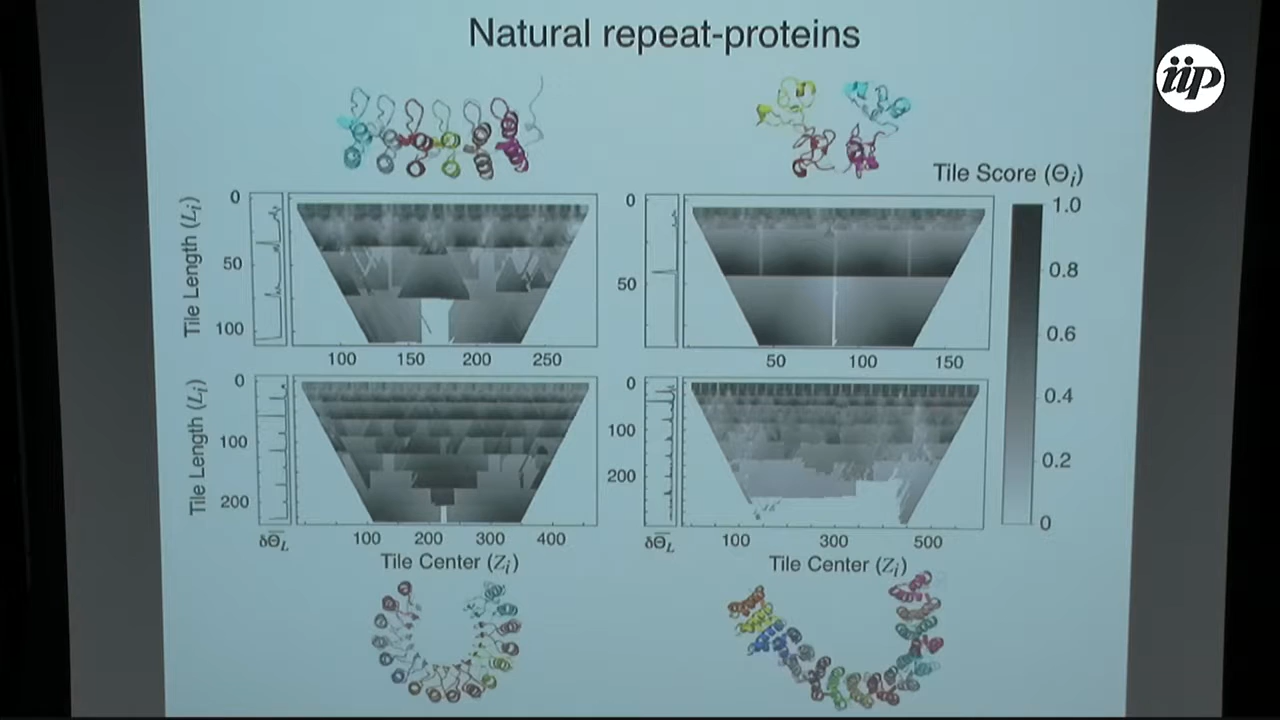 Natural repeat-proteins
iip
Tile Score (Θi)
0
50
100
Tile Length (Li)
100 150 200 250
0
50
50 100 150
1.0
0.8
0.6
0.4
0.2
0
0
100
200
Tile Length (Li)
δΘL
100 200 300 400
Tile Center (Zi)
0
100
200
δΘL
100 300 500
Tile Center (Zi)